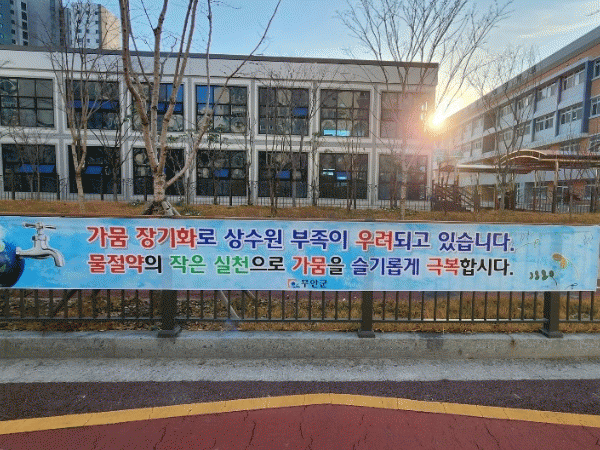 가뭄 장기화로 상수원 부족이 우려되고 있습니다.
물절약의 작은 실천으로 가뭄을 슬기롭게 극복합시다.
무안군